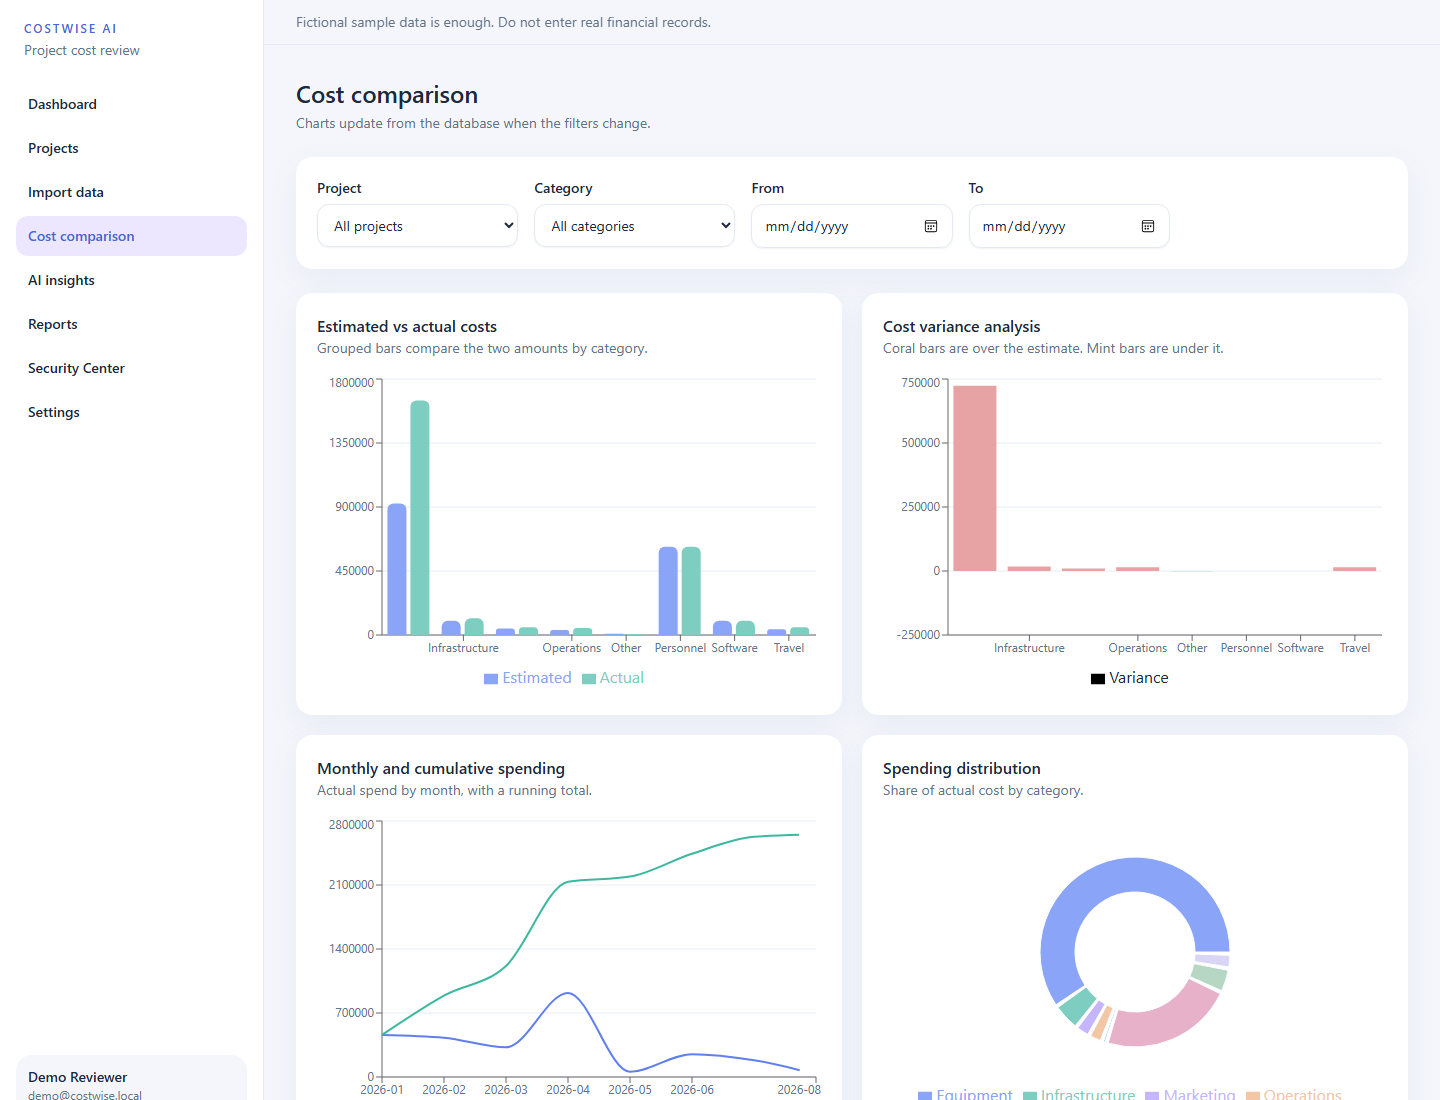 COSTWISE AI
Project cost review
Dashboard
Projects
Import data
Cost comparison
AI insights
Reports
Security Center
Settings
Demo Reviewer
demo@costwise.local
Fictional sample data is enough. Do not enter real financial records.
Cost comparison
Charts update from the database when the filters change.
Project
All projects
Category
All categories
From
mm/dd/yyyy
To
mm/dd/yyyy
Estimated vs actual costs
Grouped bars compare the two amounts by category.
1800000
1350000
900000
450000
0
Infrastructure Operations Other Personnel Software Travel
Estimated Actual
Cost variance analysis
Coral bars are over the estimate. Mint bars are under it.
750000
500000
250000
0
-250000
Infrastructure Operations Other Personnel Software Travel
Variance
Monthly and cumulative spending
Actual spend by month, with a running total.
2800000
2100000
1400000
700000
0
2026-01 2026-02 2026-03 2026-04 2026-05 2026-06 2026-08
Spending distribution
Share of actual cost by category.
Equipment Infrastructure Marketing Operations